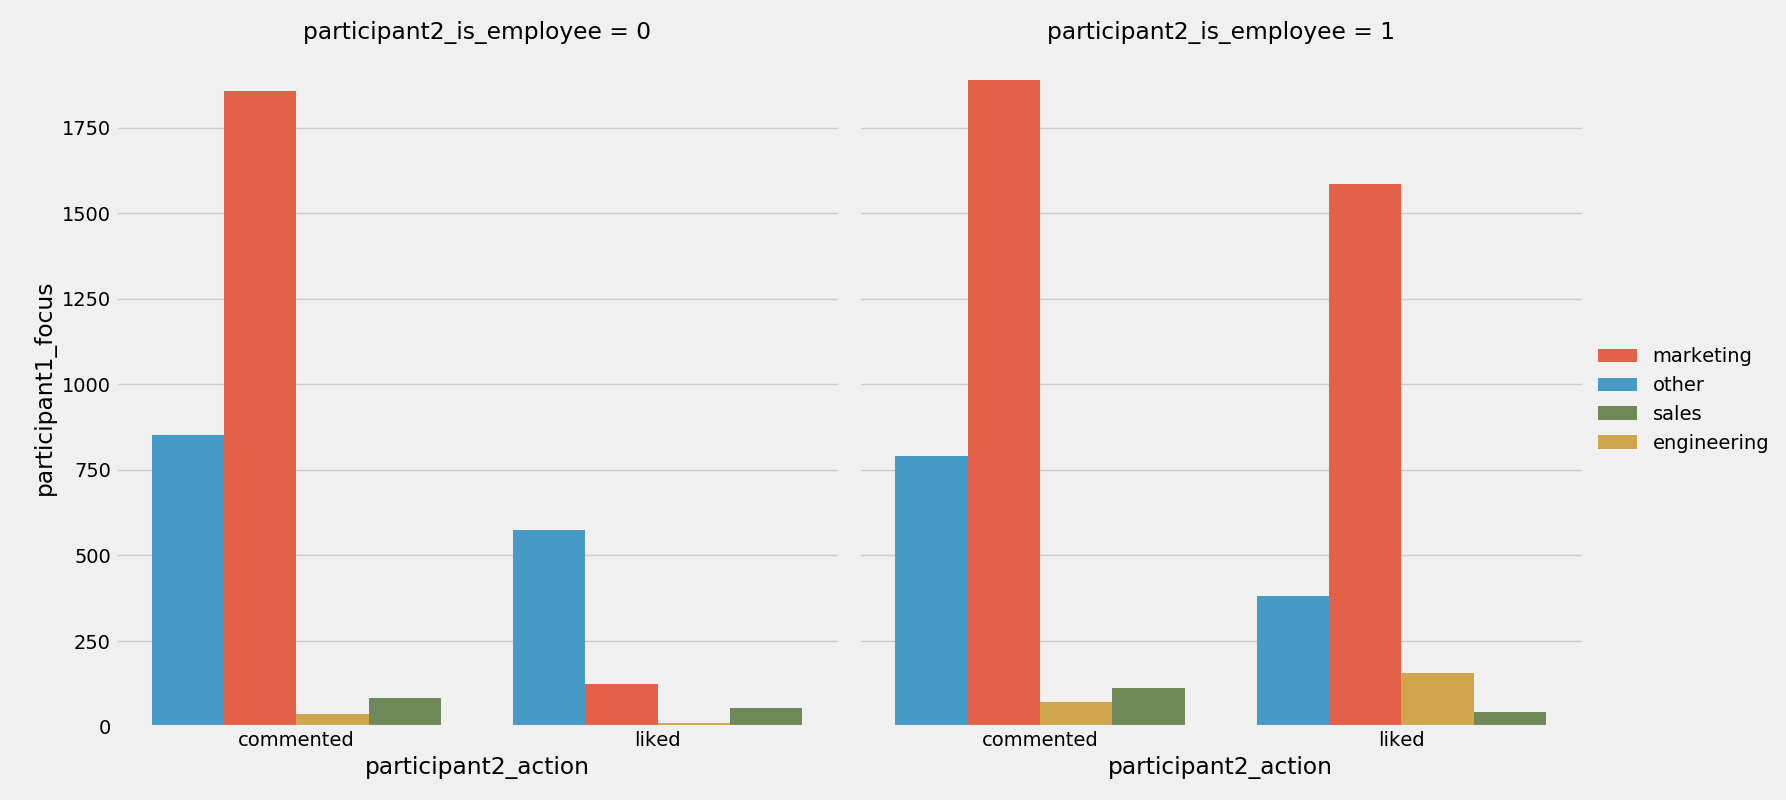 participant2_is_employee = 0
participant2_is_employee = 1
participant1_focus
1750
1500
1250
1000
750
500
250
0
commented
liked
commented
liked
participant2_action
participant2_action
marketing
other
sales
engineering